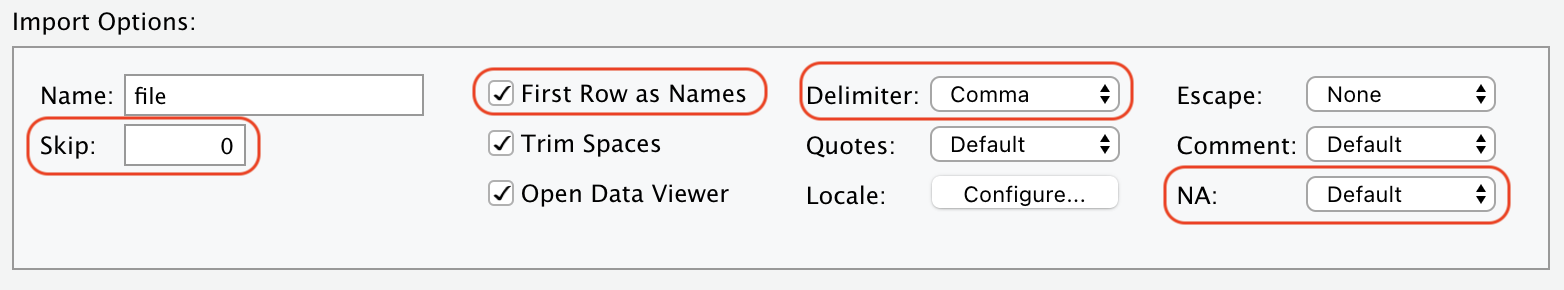 Import Options:
Name: file
Skip: 0
First Row as Names
Trim Spaces
Open Data Viewer
Delimiter: Comma
Quotes: Default
Locale: Configure...
Escape: None
Comment: Default
NA: Default